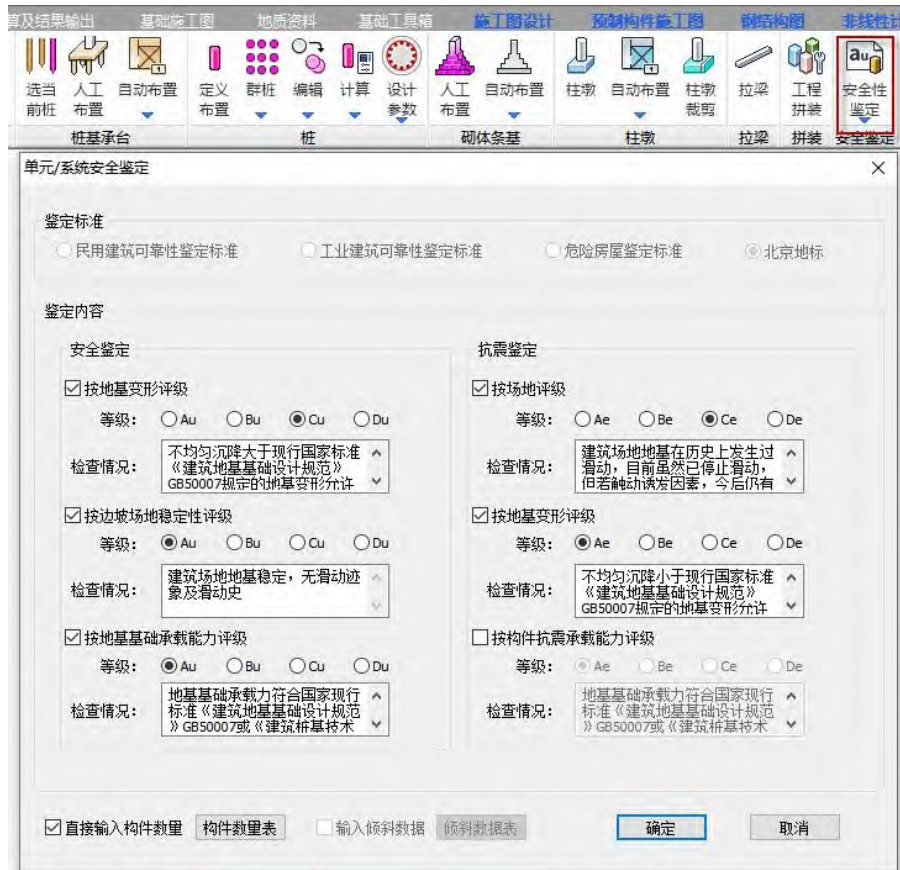 算及结果输出 基础施工图 地质资料 基础工具箱 施工图设计 预制构件施工图 钢结构图 非线性计
选当前桩 人工布置 自动布置 定义布置 群桩 编辑 计算 设计参数 人工布置 自动布置 柱墩 自动布置 柱墩裁剪 拉梁 工程拼装 安全性鉴定
桩基承台 桩 砌体条基 柱墩 拉梁 拼装 安全鉴定
单元/系统安全鉴定
鉴定标准
民用建筑可靠性鉴定标准 工业建筑可靠性鉴定标准 危险房屋鉴定标准 北京地标
鉴定内容
安全鉴定
按地基变形评级
等级: Au Bu Cu Du
检查情况:
不均匀沉降大于现行国家标准
《建筑地基基础设计规范》
GB50007规定的地基变形允许
按边坡场地稳定性评级
等级: Au Bu Cu Du
检查情况:
建筑场地地基稳定，无滑动迹
象及滑动史
按地基基础承载能力评级
等级: Au Bu Cu Du
检查情况:
地基基础承载力符合国家现行
标准《建筑地基基础设计规范
》GB50007或《建筑桩基技术
抗震鉴定
按场地评级
等级: Ae Be Ce De
检查情况:
建筑场地地基在历史上发生过
滑动，目前虽然已停止滑动，
但若触动诱发因素，今后仍有
按地基变形评级
等级: Ae Be Ce De
检查情况:
不均匀沉降小于现行国家标准
《建筑地基基础设计规范》
GB50007规定的地基变形允许
按构件抗震承载能力评级
等级: Ae Be Ce De
检查情况:
地基基础承载力符合国家现行
标准《建筑地基基础设计规范
》GB50007或《建筑桩基技术
直接输入构件数量 构件数量表 输入倾斜数据 倾斜数据表 确定 取消